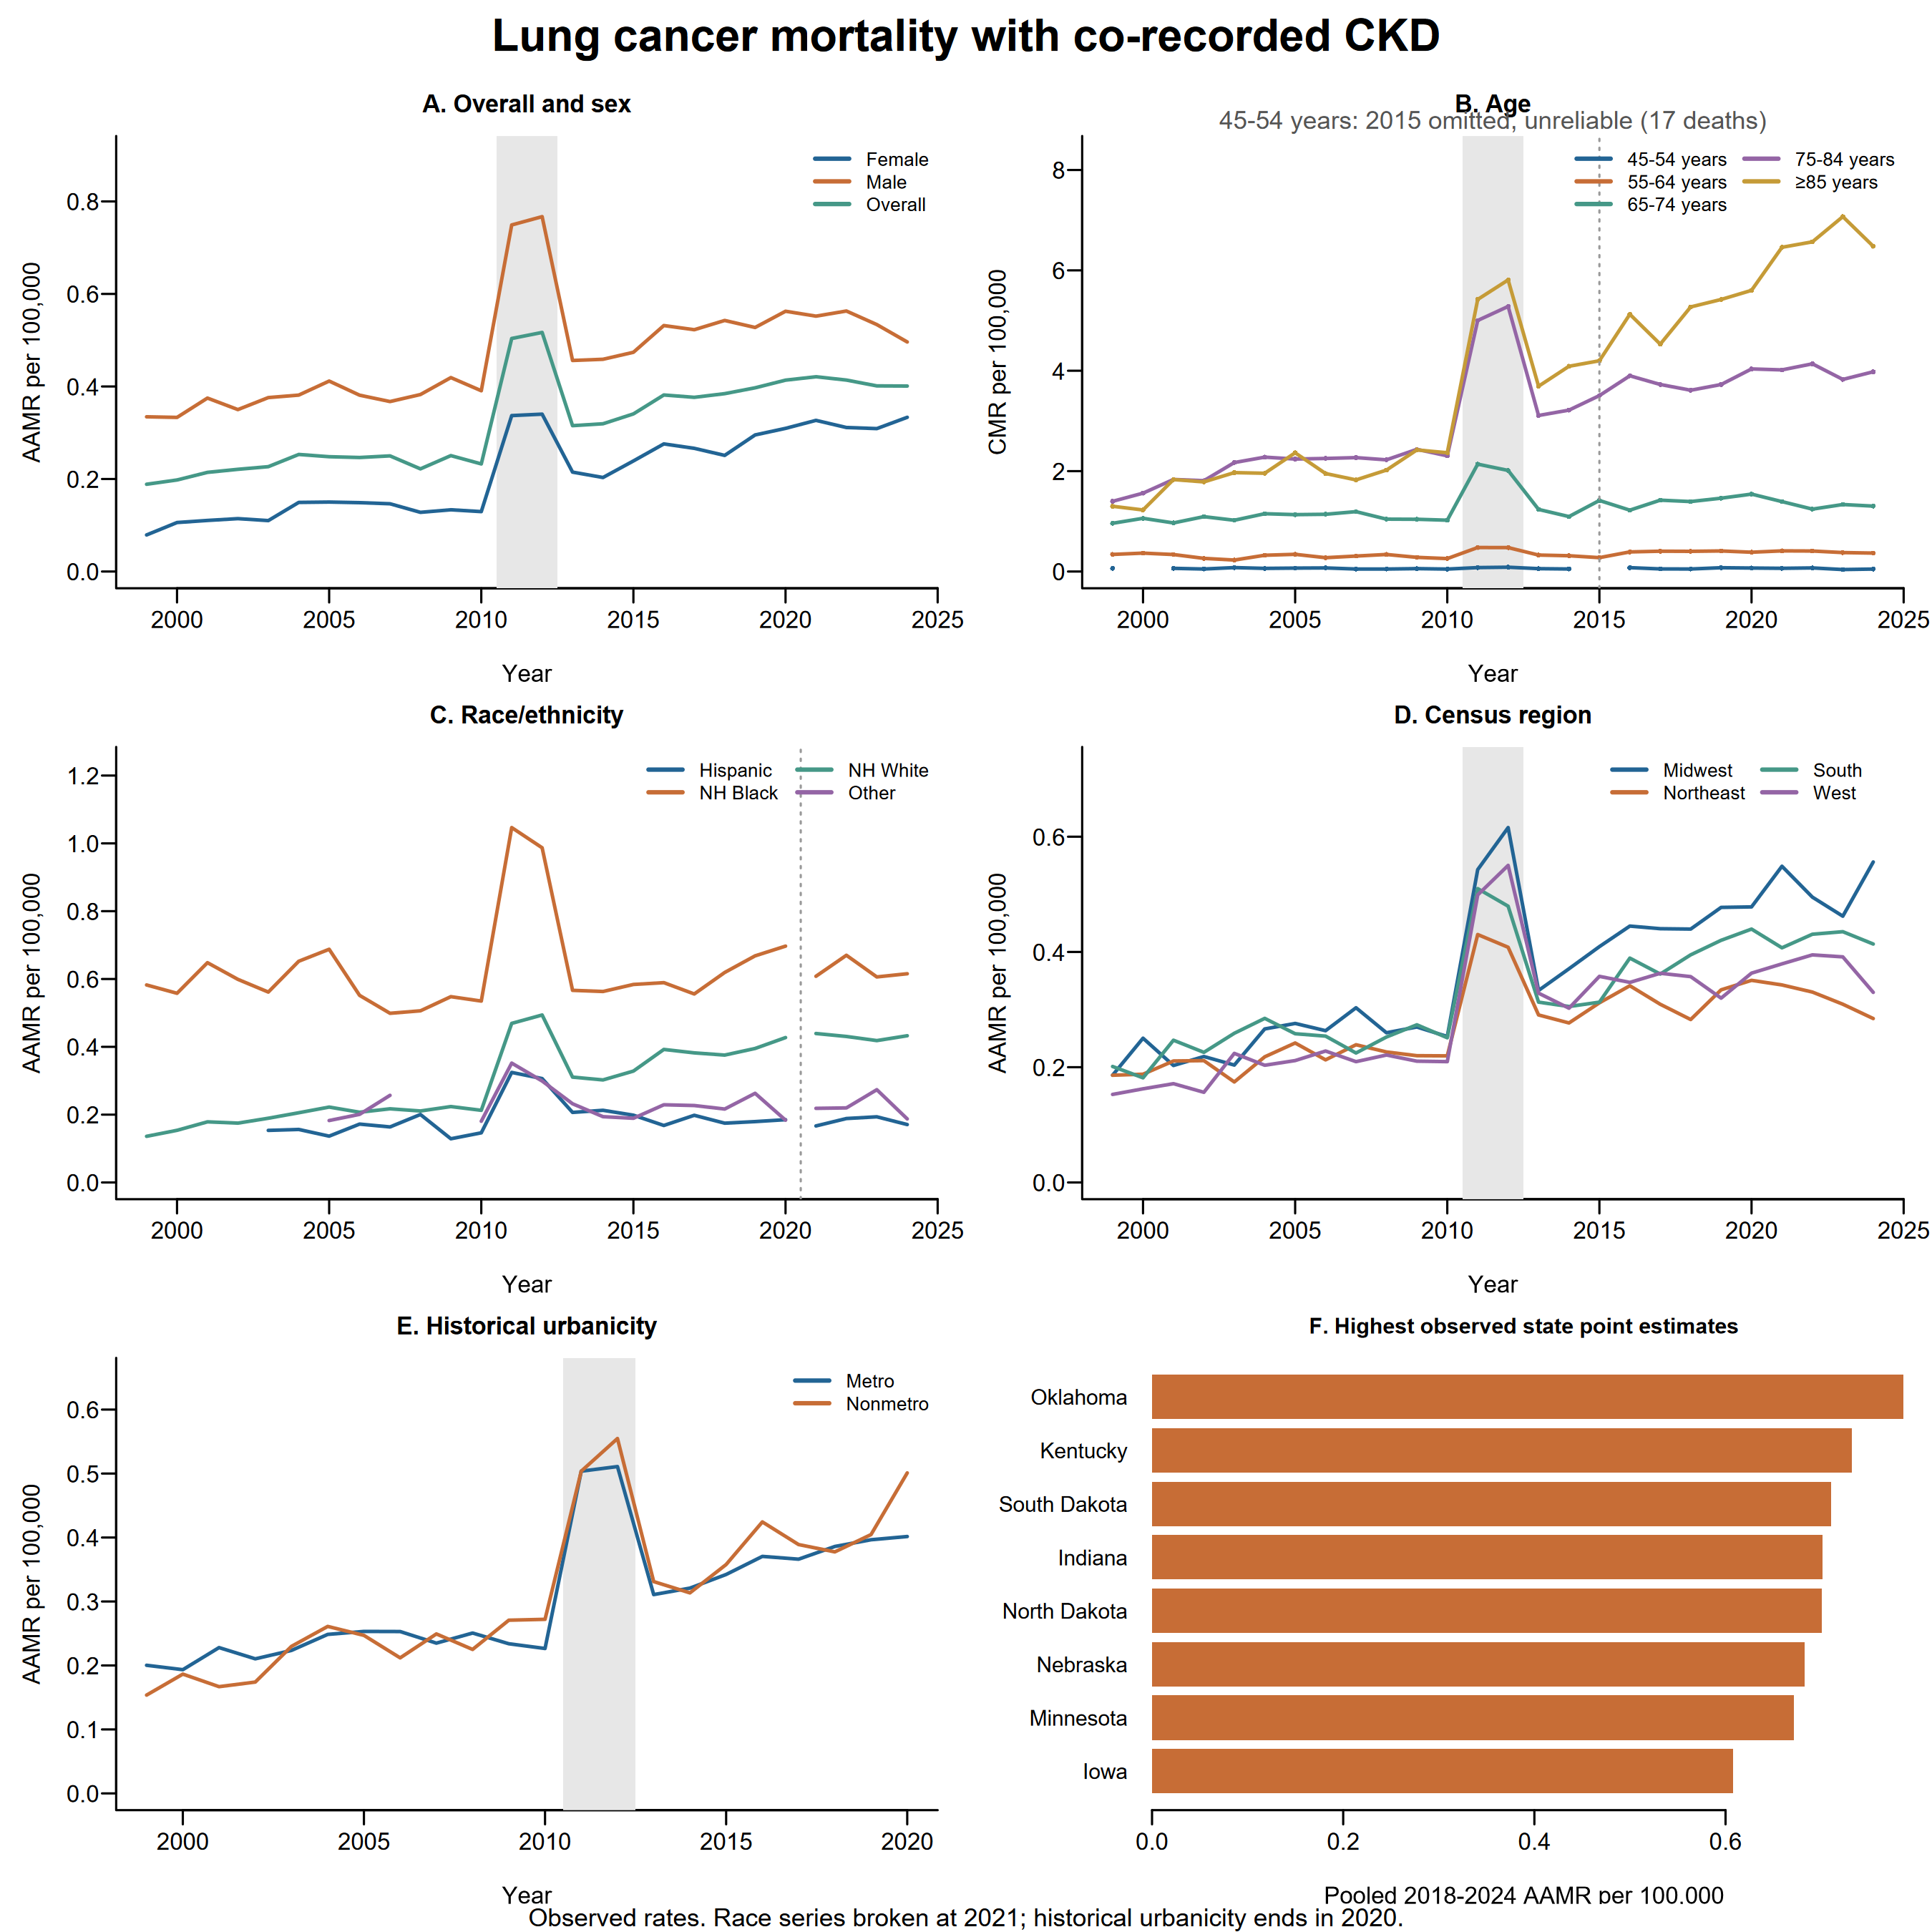 Lung cancer mortality with co-recorded CKD
A. Overall and sex
AAMR per 100,000
0.8
0.6
0.4
0.2
0.0
Female
Male
Overall
2000 2005 2010 2015 2020 2025
Year
B. Age
45-54 years: 2015 omitted; unreliable (17 deaths)
CMR per 100,000
8
6
4
2
0
45-54 years 75-84 years
55-64 years ≥85 years
65-74 years
2000 2005 2010 2015 2020 2025
Year
C. Race/ethnicity
AAMR per 100,000
1.2
1.0
0.8
0.6
0.4
0.2
0.0
Hispanic NH White
NH Black Other
2000 2005 2010 2015 2020 2025
Year
D. Census region
AAMR per 100,000
0.6
0.4
0.2
0.0
Midwest South
Northeast West
2000 2005 2010 2015 2020 2025
Year
E. Historical urbanicity
AAMR per 100,000
0.6
0.5
0.4
0.3
0.2
0.1
0.0
Metro
Nonmetro
2000 2005 2010 2015 2020
Year
F. Highest observed state point estimates
Oklahoma
Kentucky
South Dakota
Indiana
North Dakota
Nebraska
Minnesota
Iowa
0.0 0.2 0.4 0.6
Pooled 2018-2024 AAMR per 100,000
Observed rates. Race series broken at 2021; historical urbanicity ends in 2020.